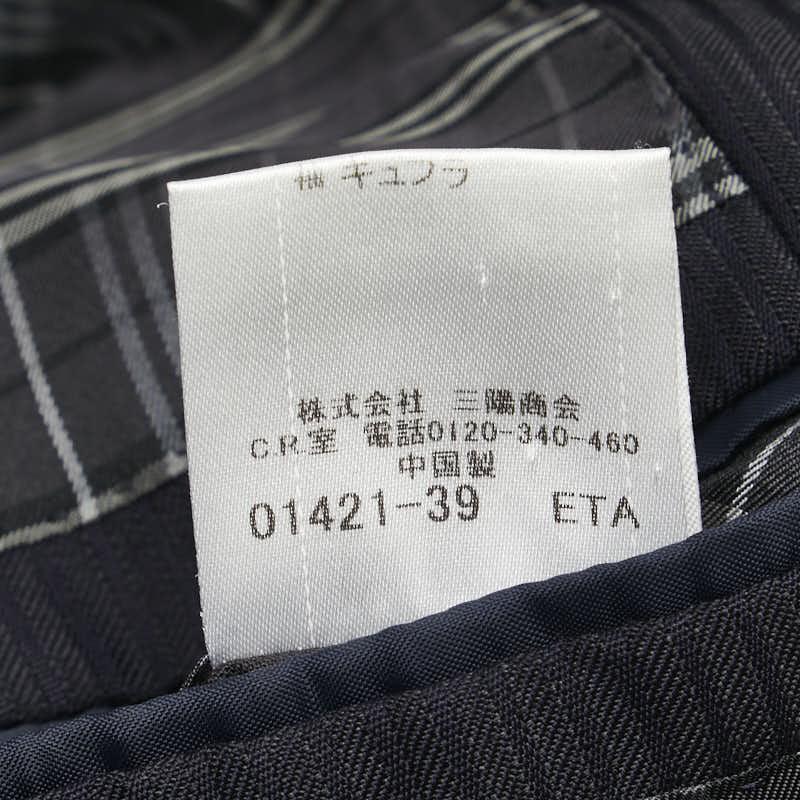 袖 キュプラ
株式会社 三陽商会
C.R.室 電話0120-340-460
中国製
01421-39 ETA